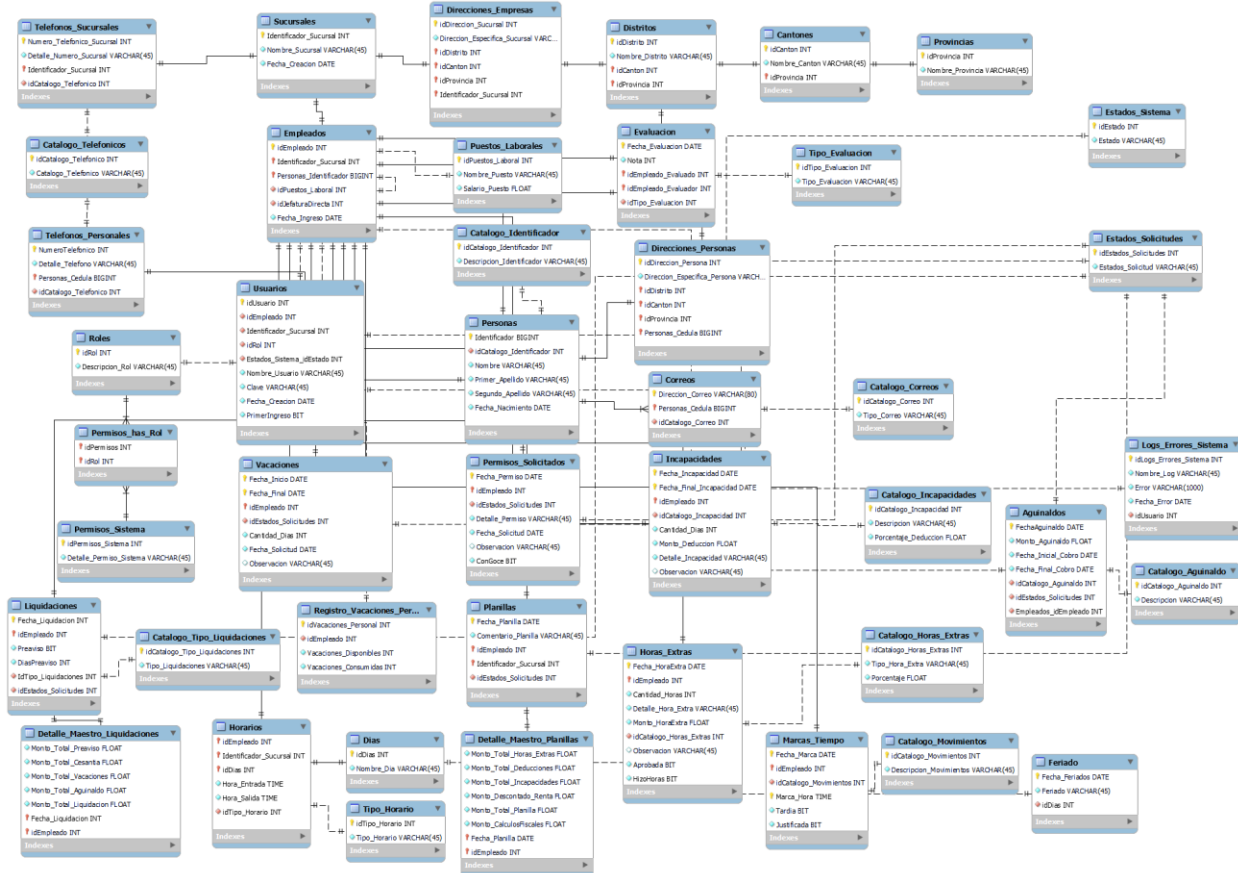 Telefonos_Sucursales
Numero_Telefonico_Sucursal INT
Detalle_Numero_Sucursal VARCHAR(45)
Identificador_Sucursal INT
idCatalogo_Telefonico INT
Indexes
Sucursales
Identificador_Sucursal INT
Nombre_Sucursal VARCHAR(45)
Fecha_Creacion DATE
Indexes
Direcciones_Empresas
idDireccion_Sucursal INT
Direccion_Especifica_Sucursal VARC...
idDistrito INT
idCanton INT
idProvincia INT
Identificador_Sucursal INT
Indexes
Distritos
idDistrito INT
Nombre_Distrito VARCHAR(45)
idCanton INT
idProvincia INT
Indexes
Cantones
idCanton INT
Nombre_Canton VARCHAR(45)
idProvincia INT
Indexes
Provincias
idProvincia INT
Nombre_Provincia VARCHAR(45)
Indexes
Estados_Sistema
idEstado INT
Estado VARCHAR(45)
Indexes
Catalogo_Telefonicos
idCatalogo_Telefonico INT
Catalogo_Telefonico VARCHAR(45)
Indexes
Empleados
idEmpleado INT
Identificador_Sucursal INT
Personas_Identificador BIGINT
idPuestos_Laboral INT
idJefaturaDirecta INT
Fecha_Ingreso DATE
Indexes
Puestos_Laborales
idPuestos_Laboral INT
Nombre_Puesto VARCHAR(45)
Salario_Puesto FLOAT
Indexes
Evaluacion
Fecha_Evaluacion DATE
Nota INT
idEmpleado_Evaluado INT
idEmpleado_Evaluador INT
idTipo_Evaluacion INT
Indexes
Tipo_Evaluacion
idTipo_Evaluacion INT
Tipo_Evaluacion VARCHAR(45)
Indexes
Telefonos_Personales
NumeroTelefonico INT
Detalle_Telefono VARCHAR(45)
Personas_Cedula BIGINT
idCatalogo_Telefonico INT
Indexes
Catalogo_Identificador
idCatalogo_Identificador INT
Descripcion_Identificador VARCHAR(45)
Indexes
Direcciones_Personas
idDireccion_Persona INT
Direccion_Especifica_Persona VARCH...
idDistrito INT
idCanton INT
idProvincia INT
Personas_Cedula BIGINT
Indexes
Estados_Solicitudes
idEstados_Solicitudes INT
Estados_Solicitud VARCHAR(45)
Indexes
Usuarios
idUsuario INT
idEmpleado INT
Identificador_Sucursal INT
idRol INT
Estados_Sistema_idEstado INT
Nombre_Usuario VARCHAR(45)
Clave VARCHAR(45)
Fecha_Creacion DATE
PrimerIngreso BIT
Indexes
Personas
Identificador BIGINT
idCatalogo_Identificador INT
Nombre VARCHAR(45)
Primer_Apellido VARCHAR(45)
Segundo_Apellido VARCHAR(45)
Fecha_Nacimiento DATE
Indexes
Roles
idRol INT
Descripcion_Rol VARCHAR(45)
Indexes
Correos
Direccion_Correo VARCHAR(80)
Personas_Cedula BIGINT
idCatalogo_Correo INT
Indexes
Catalogo_Correos
idCatalogo_Correo INT
Tipo_Correo VARCHAR(45)
Indexes
Permisos_has_Rol
idPermisos INT
idRol INT
Indexes
Logs_Errores_Sistema
idLogs_Errores_Sistema INT
Nombre_Log VARCHAR(45)
Error VARCHAR(1000)
Fecha_Error DATE
idUsuario INT
Indexes
Vacaciones
Fecha_Inicio DATE
Fecha_Final DATE
idEmpleado INT
idEstados_Solicitudes INT
Cantidad_Dias INT
Fecha_Solicitud DATE
Observacion VARCHAR(45)
Indexes
Permisos_Solicitados
Fecha_Permiso DATE
idEmpleado INT
idEstados_Solicitudes INT
Detalle_Permiso VARCHAR(45)
Fecha_Solicitud DATE
Observacion VARCHAR(45)
ConGoce BIT
Indexes
Incapacidades
Fecha_Incapacidad DATE
Fecha_Final_Incapacidad DATE
idEmpleado INT
idCatalogo_Incapacidad INT
Cantidad_Dias INT
Monto_Deduccion FLOAT
Detalle_Incapacidad VARCHAR(45)
Observacion VARCHAR(45)
Indexes
Catalogo_Incapacidades
idCatalogo_Incapacidad INT
Descripcion VARCHAR(45)
Porcentaje_Deduccion FLOAT
Indexes
Aguinaldos
FechaAguinaldo DATE
Monto_Aguinaldo FLOAT
Fecha_Inicial_Cobro DATE
Fecha_Final_Cobro DATE
idCatalogo_Aguinaldo INT
idEstados_Solicitudes INT
Empleados_idEmpleado INT
Indexes
Permisos_Sistema
idPermisos_Sistema INT
Detalle_Permiso_Sistema VARCHAR(45)
Indexes
Catalogo_Aguinaldo
idCatalogo_Aguinaldo INT
Descripcion VARCHAR(45)
Indexes
Liquidaciones
Fecha_Liquidacion INT
idEmpleado INT
Preaviso BIT
DiasPreaviso INT
IdTipo_Liquidaciones INT
idEstados_Solicitudes INT
Indexes
Catalogo_Tipo_Liquidaciones
idCatalogo_Tipo_Liquidaciones INT
Tipo_Liquidaciones VARCHAR(45)
Indexes
Registro_Vacaciones_Per...
idVacaciones_Personal INT
idEmpleado INT
Vacaciones_Disponibles INT
Vacaciones_Consumidas INT
Indexes
Planillas
Fecha_Planilla DATE
Comentario_Planilla VARCHAR(45)
idEmpleado INT
Identificador_Sucursal INT
idEstados_Solicitudes INT
Indexes
Horas_Extras
Fecha_HoraExtra DATE
idEmpleado INT
Cantidad_Horas INT
Detalle_Hora_Extra VARCHAR(45)
Monto_HoraExtra FLOAT
idCatalogo_Horas_Extras INT
Observacion VARCHAR(45)
Aprobada BIT
HizoHoras BIT
Indexes
Catalogo_Horas_Extras
idCatalogo_Horas_Extras INT
Tipo_Hora_Extra VARCHAR(45)
Porcentaje FLOAT
Indexes
Detalle_Maestro_Liquidaciones
Monto_Total_Preaviso FLOAT
Monto_Total_Cesantia FLOAT
Monto_Total_Vacaciones FLOAT
Monto_Total_Aguinaldo FLOAT
Monto_Total_Liquidacion FLOAT
Fecha_Liquidacion INT
idEmpleado INT
Indexes
Horarios
idEmpleado INT
Identificador_Sucursal INT
idDias INT
Hora_Entrada TIME
Hora_Salida TIME
idTipo_Horario INT
Indexes
Dias
idDias INT
Nombre_Dia VARCHAR(45)
Indexes
Tipo_Horario
idTipo_Horario INT
Tipo_Horario VARCHAR(45)
Indexes
Detalle_Maestro_Planillas
Monto_Total_Horas_Extras FLOAT
Monto_Total_Deducciones FLOAT
Monto_Total_Incapacidades FLOAT
Monto_Descontado_Renta FLOAT
Monto_Total_Planilla FLOAT
Monto_CalculosFiscales FLOAT
Fecha_Planilla DATE
idEmpleado INT
Indexes
Marcas_Tiempo
Fecha_Marca DATE
idEmpleado INT
idCatalogo_Movimientos INT
Marca_Hora TIME
Tardia BIT
Justificada BIT
Indexes
Catalogo_Movimientos
idCatalogo_Movimientos INT
Descripcion_Movimientos VARCHAR(45)
Indexes
Feriado
Fecha_Feriados DATE
Feriado VARCHAR(45)
idDias INT
Indexes